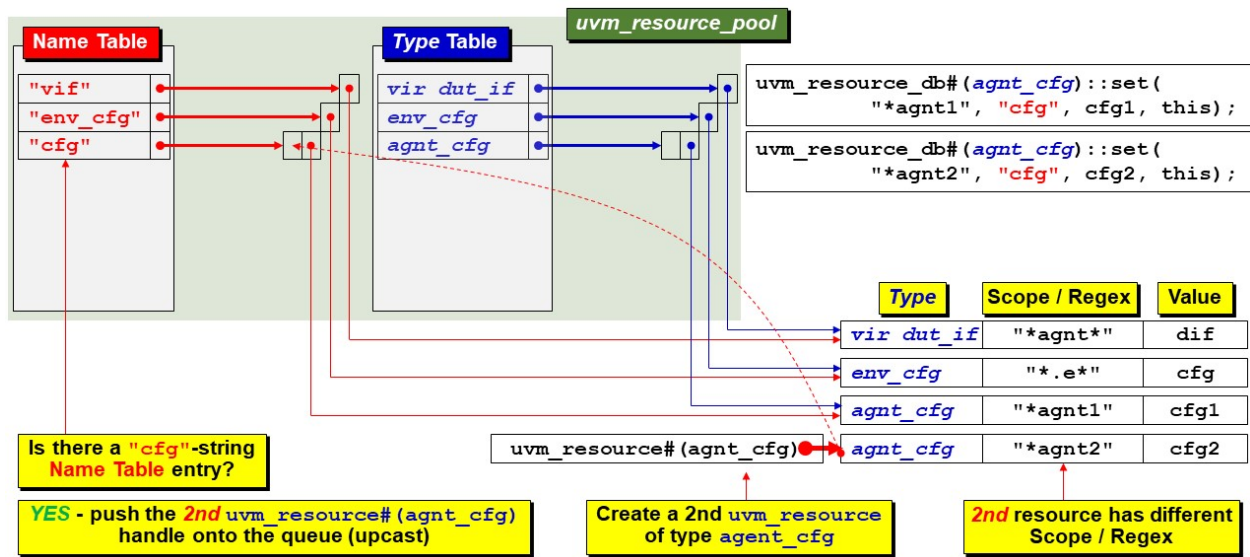 uvm_resource_pool
Name Table
Type Table
"vif"
"env_cfg"
"cfg"
vir dut_if
env_cfg
agnt_cfg
uvm_resource_db#(agnt_cfg)::set(
"*agnt1", "cfg", cfg1, this);
uvm_resource_db#(agnt_cfg)::set(
"*agnt2", "cfg", cfg2, this);
Type Scope / Regex Value
vir dut_if "*agnt*" dif
env_cfg "*.e*" cfg
agnt_cfg "*agnt1" cfg1
uvm_resource#(agnt_cfg) agnt_cfg "*agnt2" cfg2
Is there a "cfg"-string
Name Table entry?
YES - push the 2nd uvm_resource#(agnt_cfg)
handle onto the queue (upcast)
Create a 2nd uvm_resource
of type agent_cfg
2nd resource has different
Scope / Regex